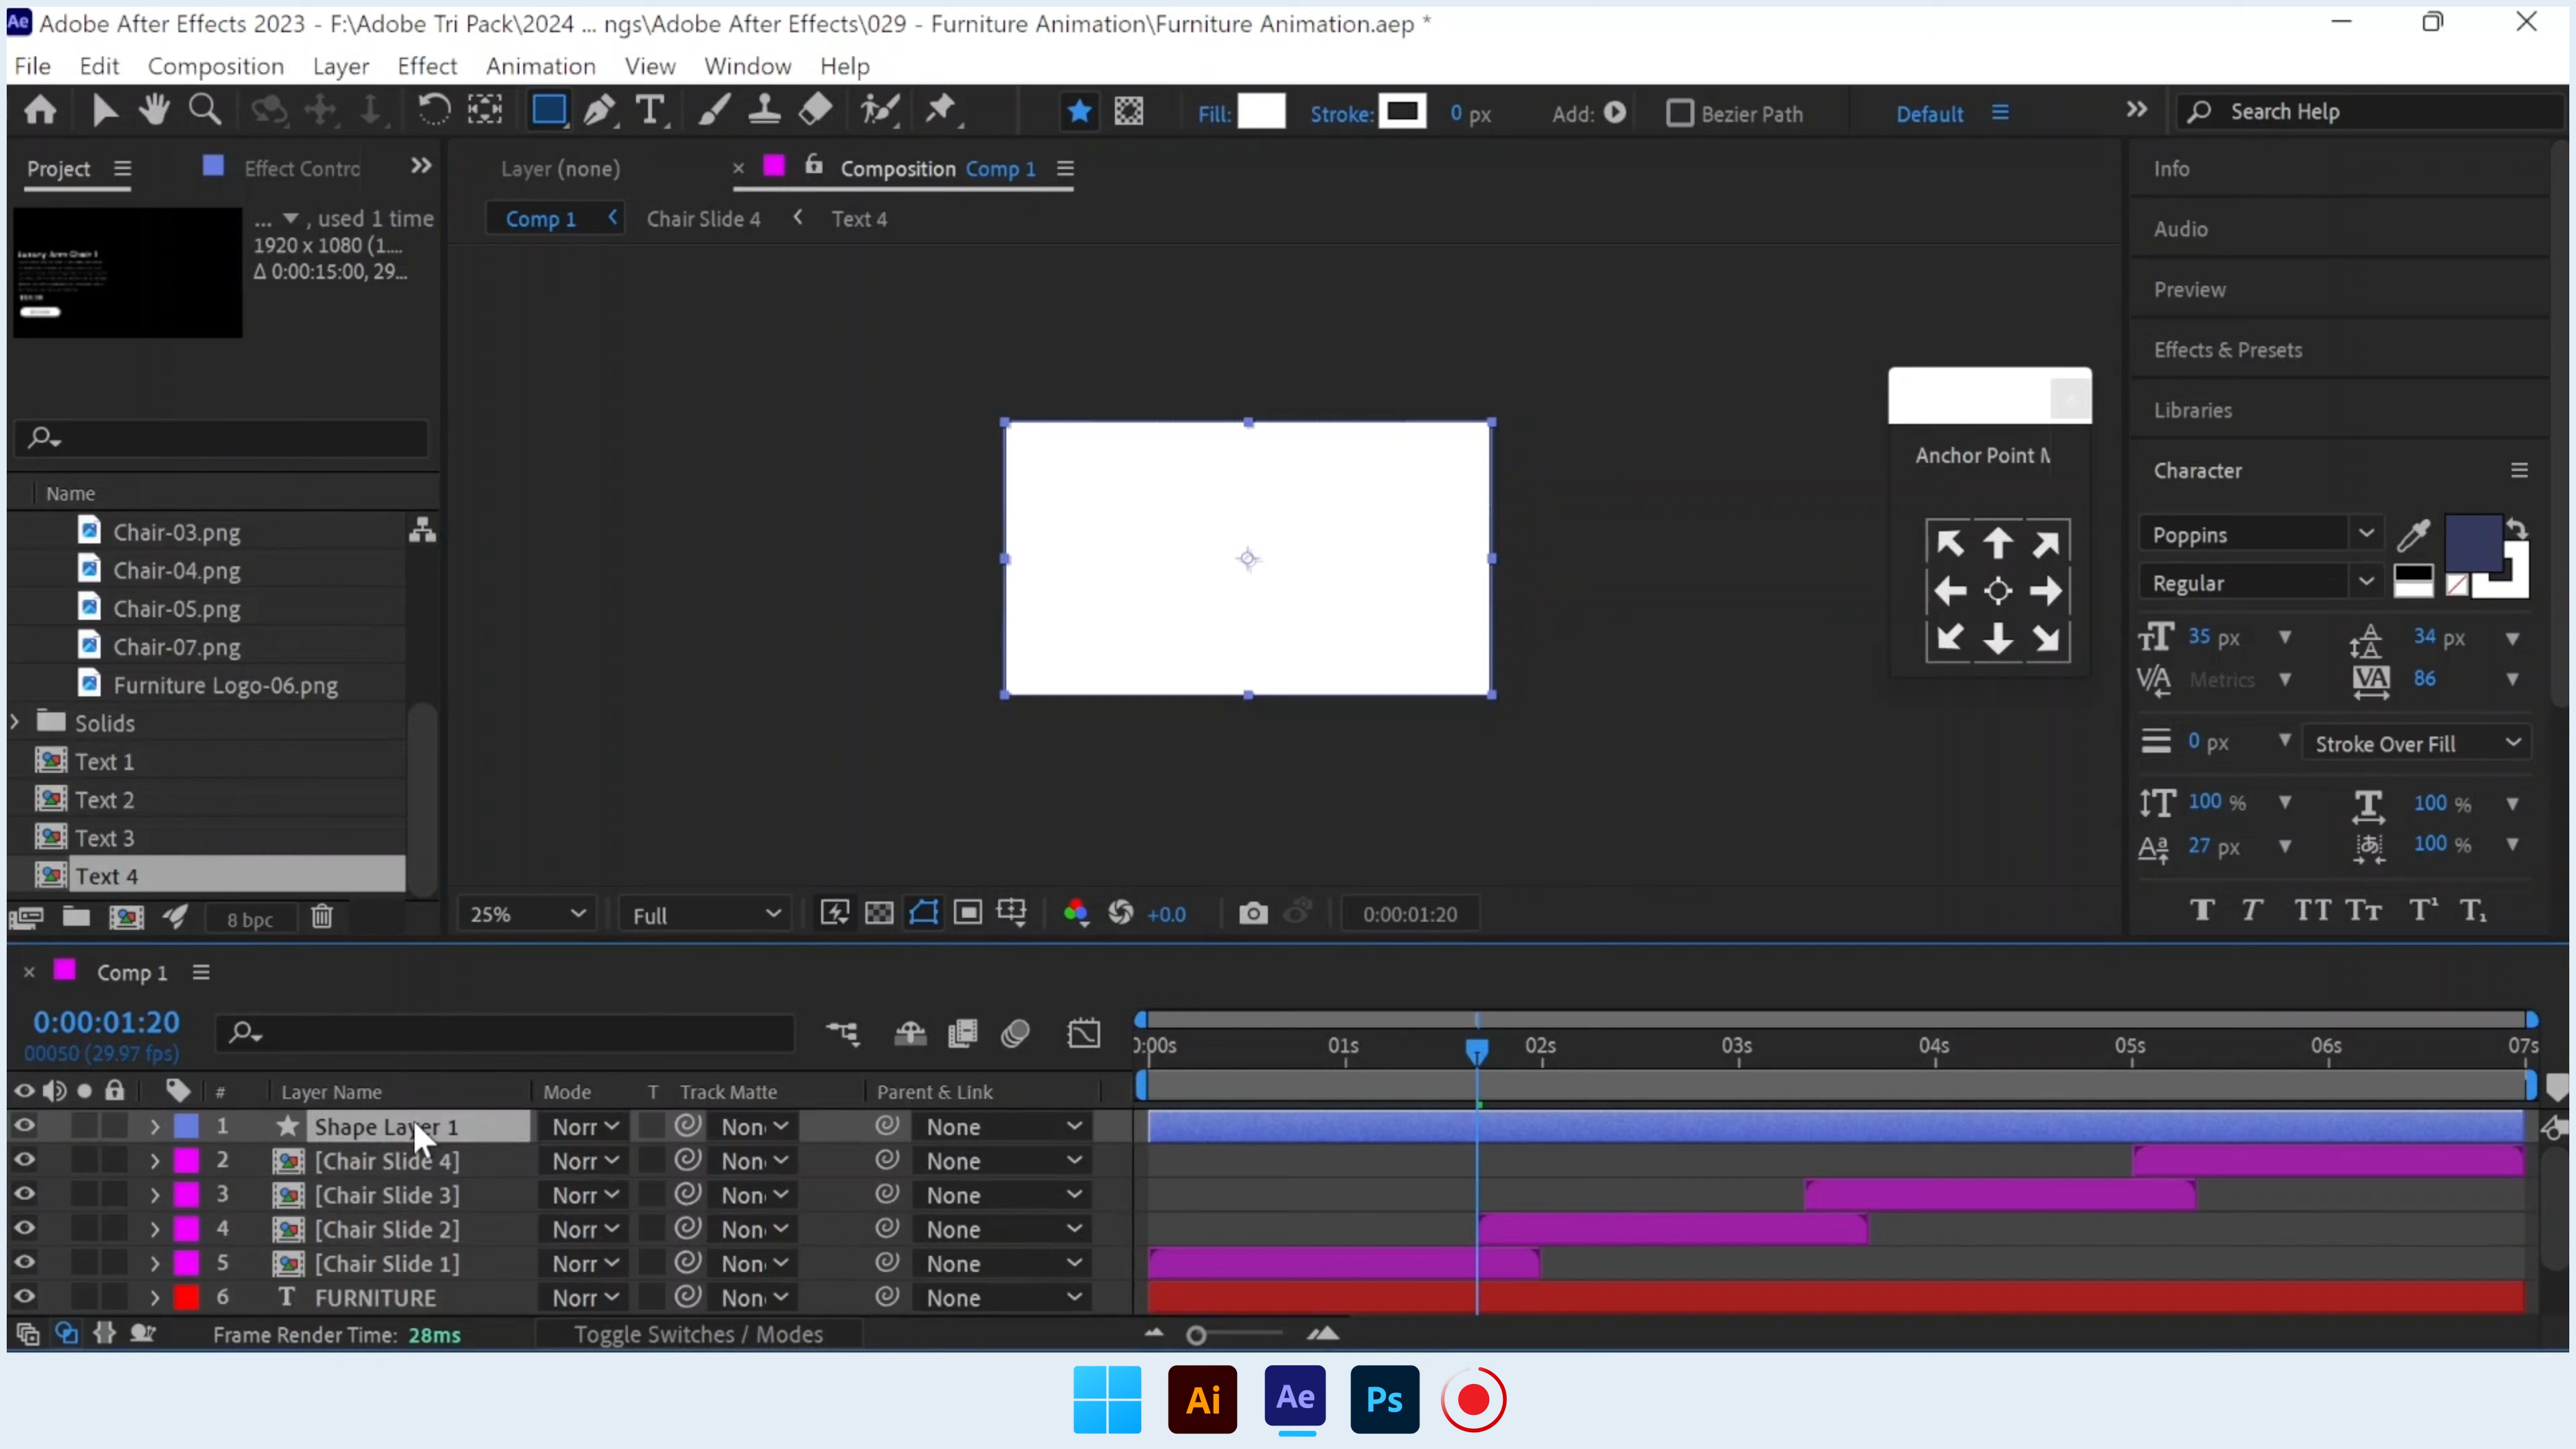 Ae Adobe After Effects 2023 - F:\Adobe Tri Pack\2024 ... ngs\Adobe After Effects\029 - Furniture Animation\Furniture Animation.aep *
File Edit Composition Layer Effect Animation View Window Help
Fill: Stroke: 0 px Add: Bezier Path Default Search Help
Project Effect Contro Layer (none) Composition Comp 1 Info
... , used 1 time
1920 x 1080 (1....
Δ 0:00:15:00, 29...
Comp 1 Chair Slide 4 Text 4
Audio
Preview
Effects & Presets
Libraries
Anchor Point M
Character
Name
Chair-03.png
Chair-04.png
Chair-05.png
Chair-07.png
Furniture Logo-06.png
Solids
Text 1
Text 2
Text 3
Text 4
Poppins
Regular
35 px 34 px
Metrics 86
0 px Stroke Over Fill
100 % 100 %
27 px 100 %
T T TT Tт T¹ T₁
8 bpc
25% Full +0.0 0:00:01:20
Comp 1
0:00:01:20
00050 (29.97 fps)
0:00s 01s 02s 03s 04s 05s 06s 07s
# Layer Name Mode T Track Matte Parent & Link
1 Shape Layer 1 Norr Non None
2 [Chair Slide 4] Norr Non None
3 [Chair Slide 3] Norr Non None
4 [Chair Slide 2] Norr Non None
5 [Chair Slide 1] Norr Non None
6 T FURNITURE Norr Non None
Frame Render Time: 28ms Toggle Switches / Modes
Ai Ae Ps